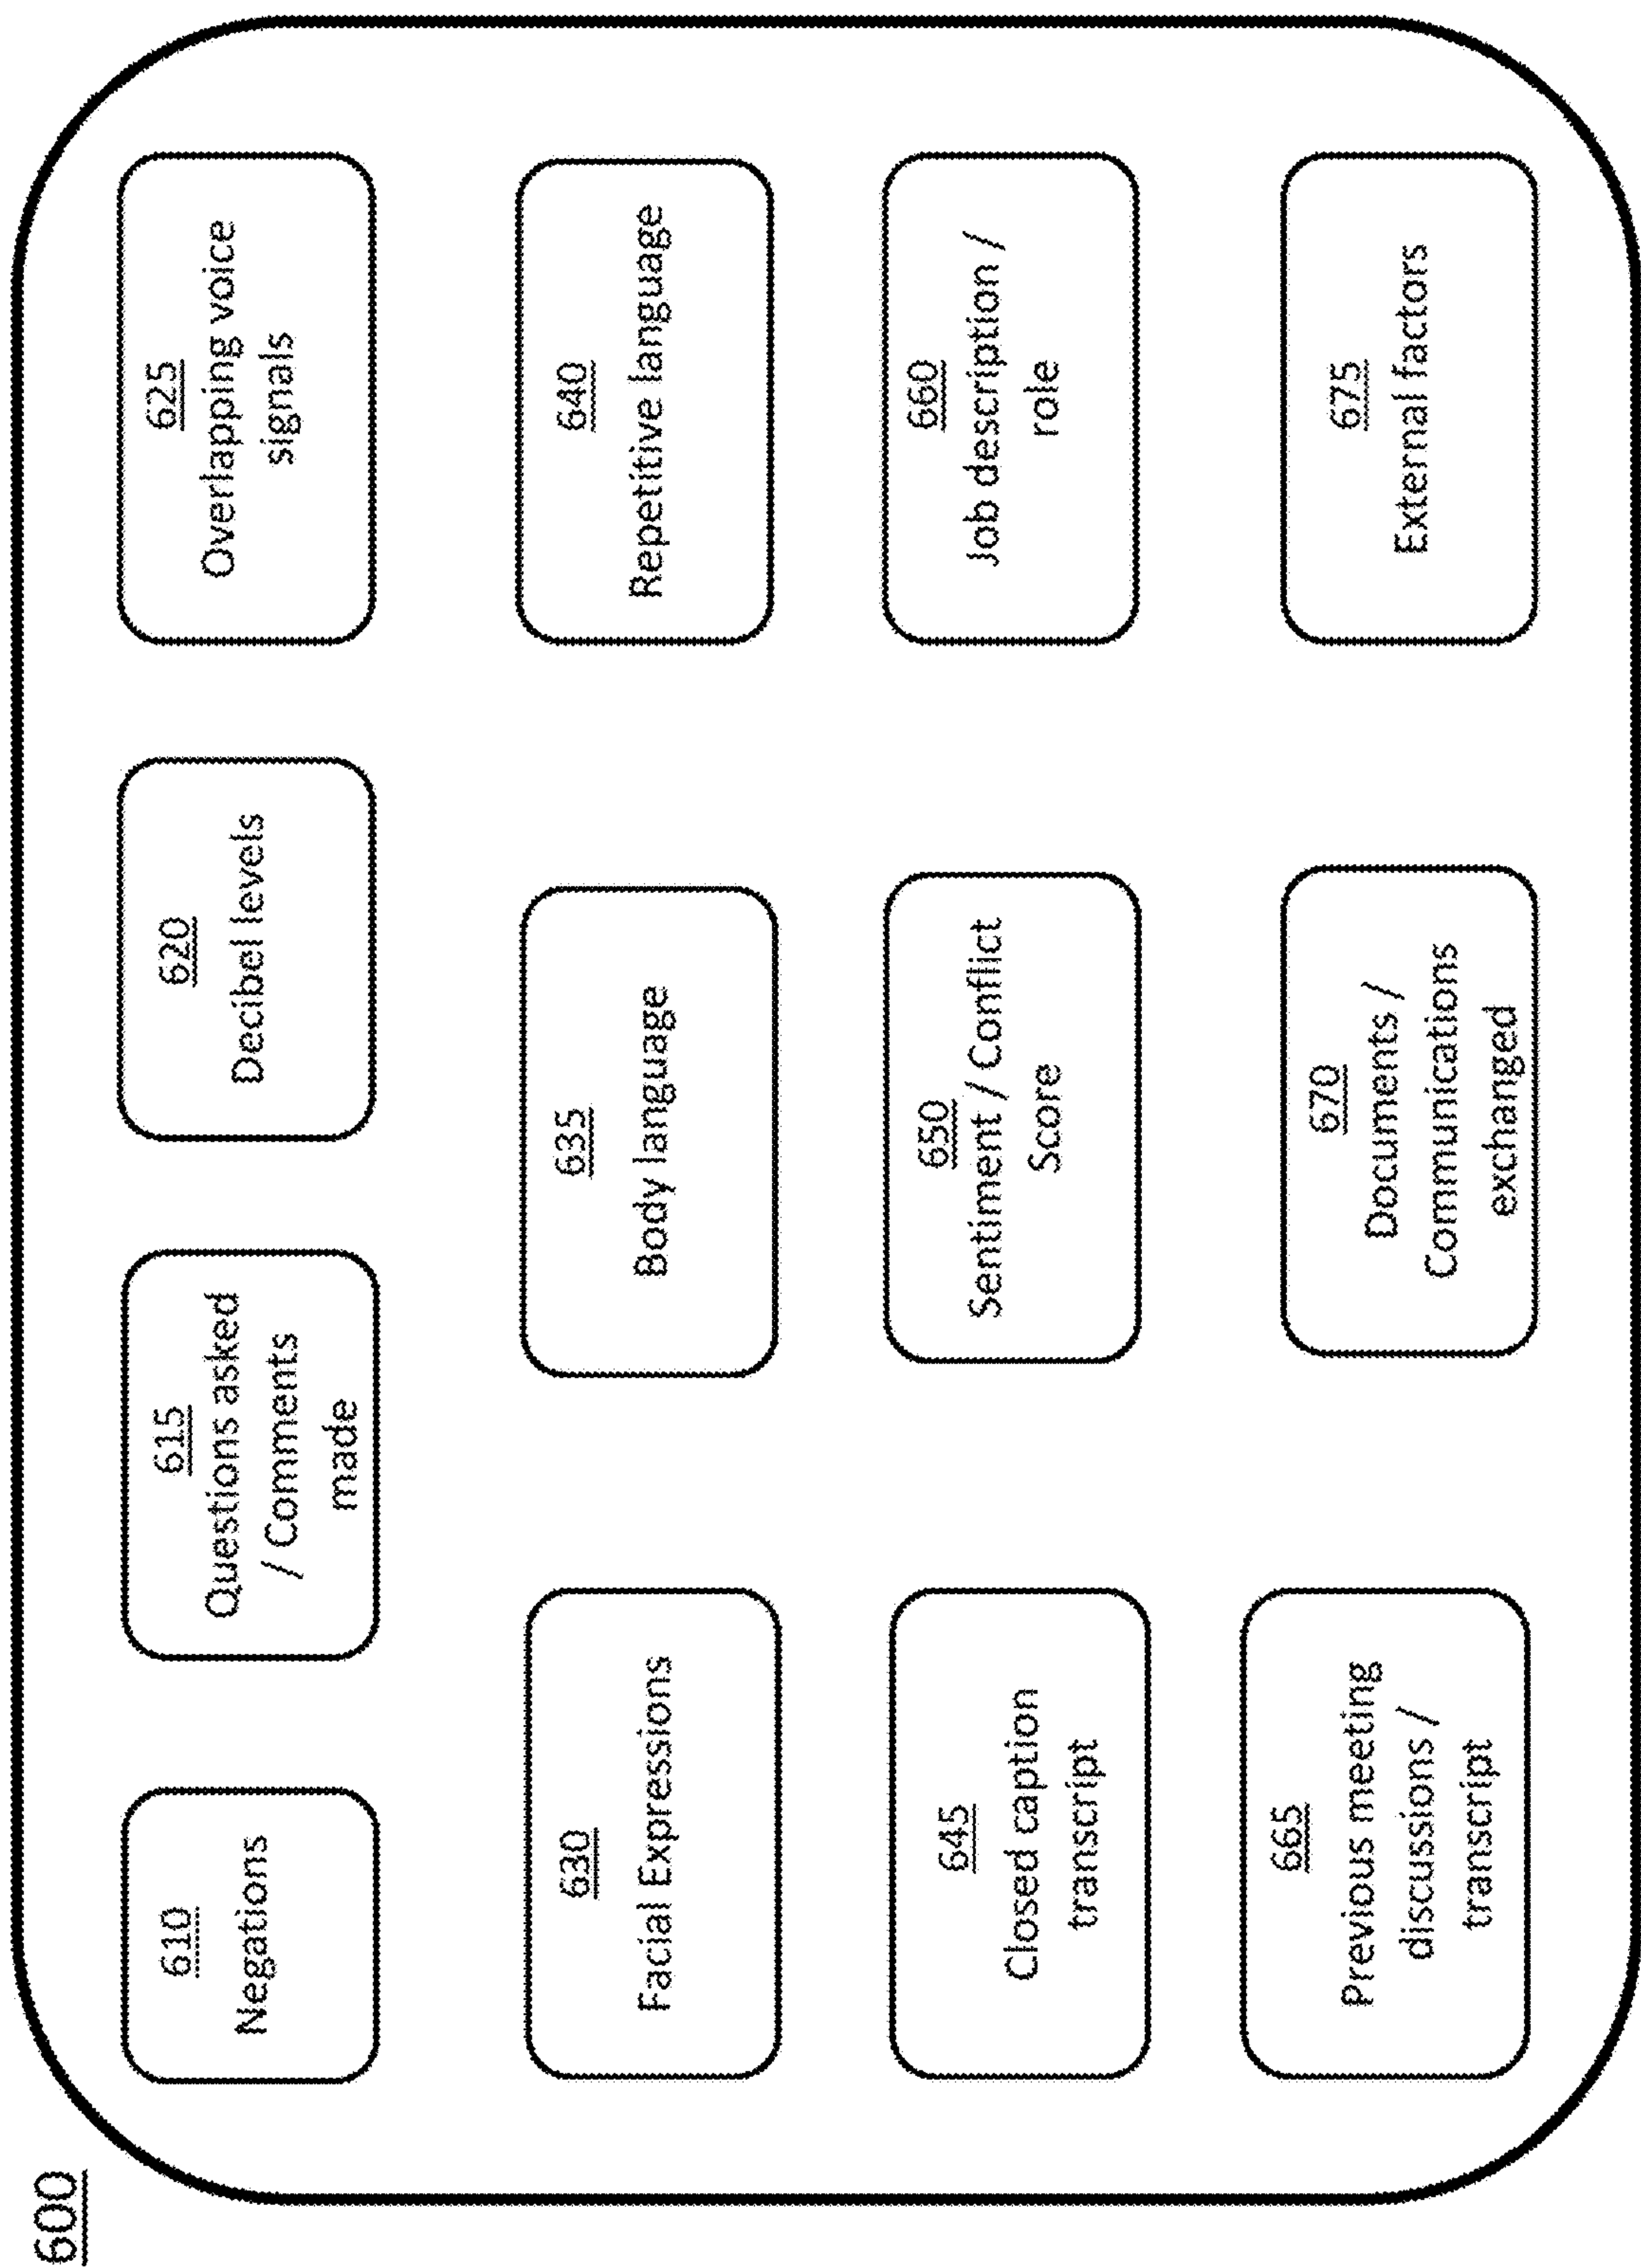 600
610
Negations
615
Questions asked
/ Comments
made
620
Decibel levels
625
Overlapping voice
signals
630
Facial Expressions
635
Body language
640
Repetitive language
645
Closed caption
transcript
650
Sentiment / Conflict
Score
660
Job description /
role
665
Previous meeting
discussions /
transcript
670
Documents /
Communications
exchanged
675
External factors